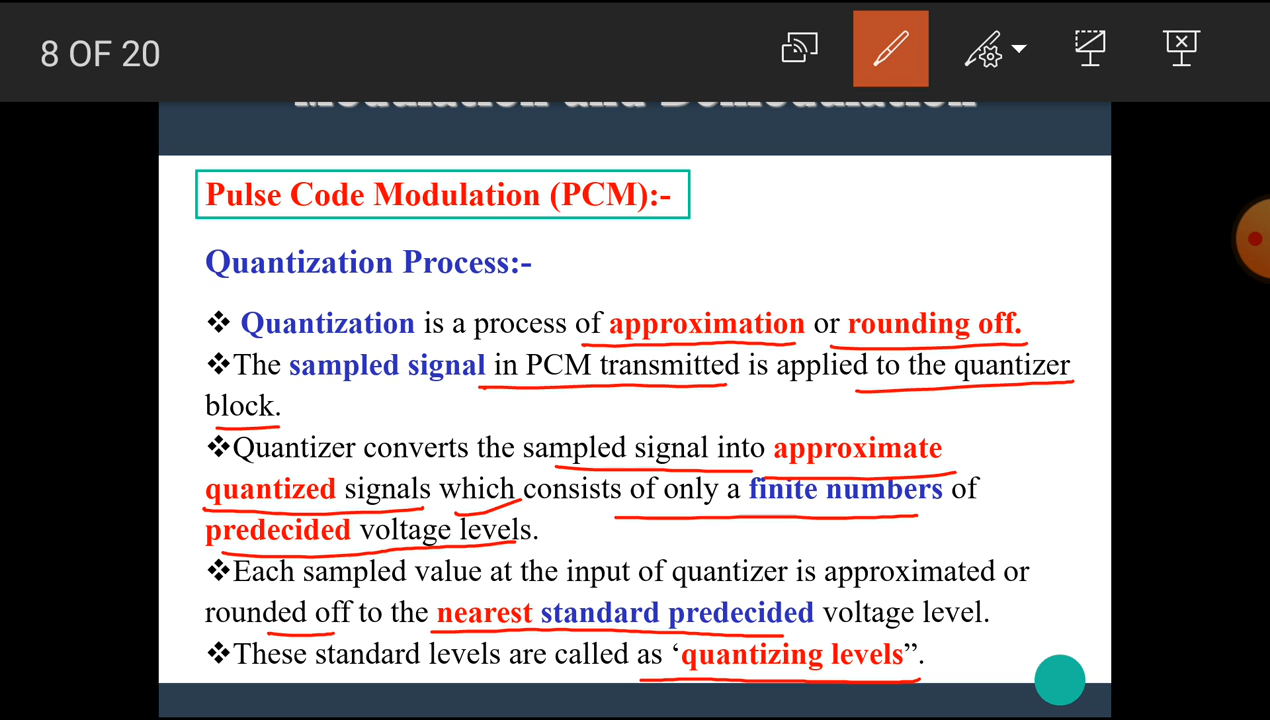 8 OF 20
Modulation and Demodulation
Pulse Code Modulation (PCM):-
Quantization Process:-
❖ Quantization is a process of approximation or rounding off.
❖The sampled signal in PCM transmitted is applied to the quantizer
block.
❖Quantizer converts the sampled signal into approximate
quantized signals which consists of only a finite numbers of
predecided voltage levels.
❖Each sampled value at the input of quantizer is approximated or
rounded off to the nearest standard predecided voltage level.
❖These standard levels are called as ‘quantizing levels”.